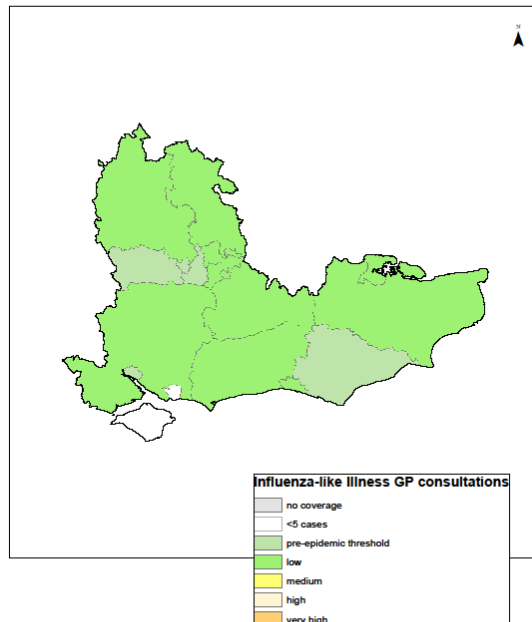 N
Influenza-like Illness GP consultations
no coverage
<5 cases
pre-epidemic threshold
low
medium
high
very high